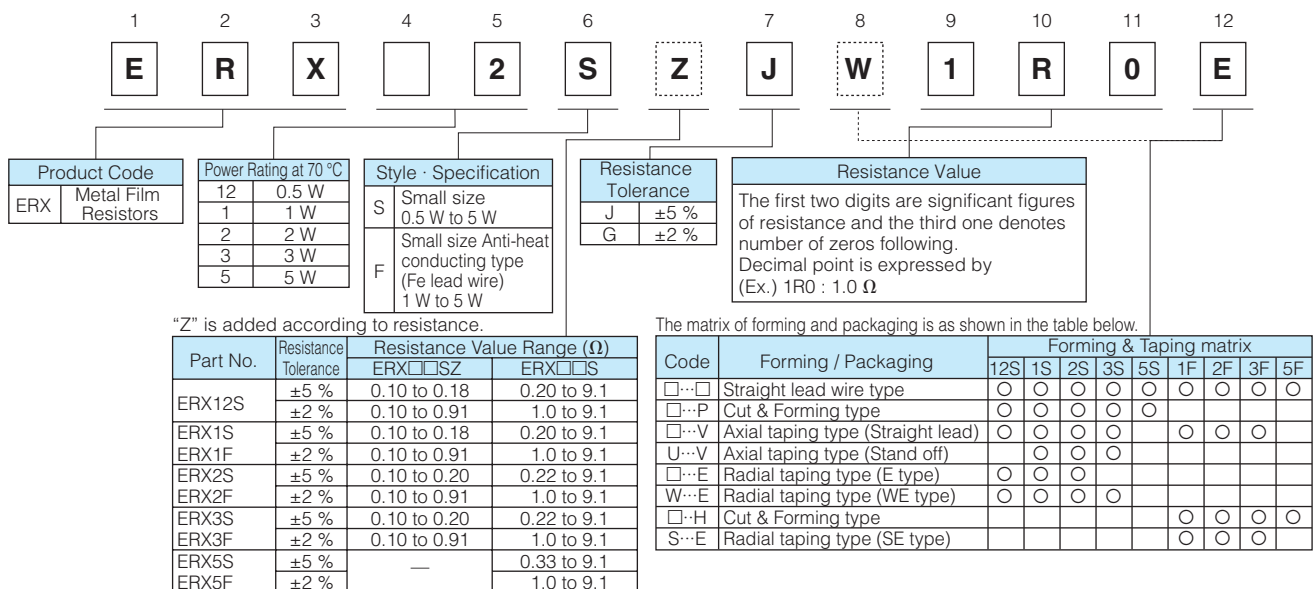 1 2 3 4 5 6 7 8 9 10 11 12
E R X 2 S Z J W 1 R 0 E
Product Code
ERX Metal Film Resistors
Power Rating at 70 °C
12 0.5 W
1 1 W
2 2 W
3 3 W
5 5 W
Style · Specification
S Small size
0.5 W to 5 W
F Small size Anti-heat
conducting type
(Fe lead wire)
1 W to 5 W
Resistance
Tolerance
J ±5 %
G ±2 %
Resistance Value
The first two digits are significant figures
of resistance and the third one denotes
number of zeros following.
Decimal point is expressed by
(Ex.) 1R0 : 1.0 Ω
"Z" is added according to resistance.
Part No. Resistance Tolerance Resistance Value Range (Ω)
ERX□□SZ ERX□□S
ERX12S ±5 % 0.10 to 0.18 0.20 to 9.1
±2 % 0.10 to 0.91 1.0 to 9.1
ERX1S ±5 % 0.10 to 0.18 0.20 to 9.1
ERX1F ±2 % 0.10 to 0.91 1.0 to 9.1
ERX2S ±5 % 0.10 to 0.20 0.22 to 9.1
ERX2F ±2 % 0.10 to 0.91 1.0 to 9.1
ERX3S ±5 % 0.10 to 0.20 0.22 to 9.1
ERX3F ±2 % 0.10 to 0.91 1.0 to 9.1
ERX5S ±5 % — 0.33 to 9.1
ERX5F ±2 % 1.0 to 9.1
The matrix of forming and packaging is as shown in the table below.
Code Forming / Packaging Forming & Taping matrix
12S 1S 2S 3S 5S 1F 2F 3F 5F
□···□ Straight lead wire type ○ ○ ○ ○ ○ ○ ○ ○ ○
□···P Cut & Forming type ○ ○ ○ ○ ○
□···V Axial taping type (Straight lead) ○ ○ ○ ○ ○ ○ ○
U···V Axial taping type (Stand off) ○ ○ ○
□···E Radial taping type (E type) ○ ○ ○
W···E Radial taping type (WE type) ○ ○ ○ ○
□··H Cut & Forming type ○ ○ ○ ○
S···E Radial taping type (SE type) ○ ○ ○